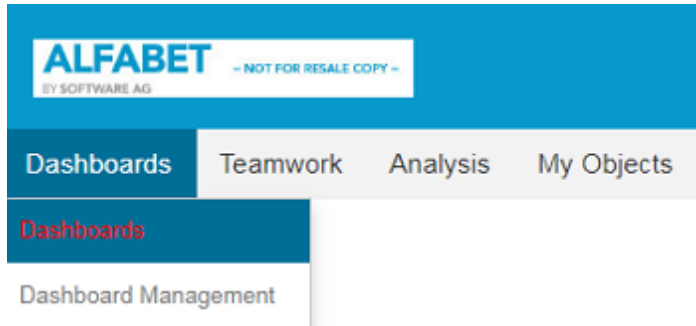 ALFABET – NOT FOR RESALE COPY –
BY SOFTWARE AG
Dashboards Teamwork Analysis My Objects
Dashboards
Dashboard Management